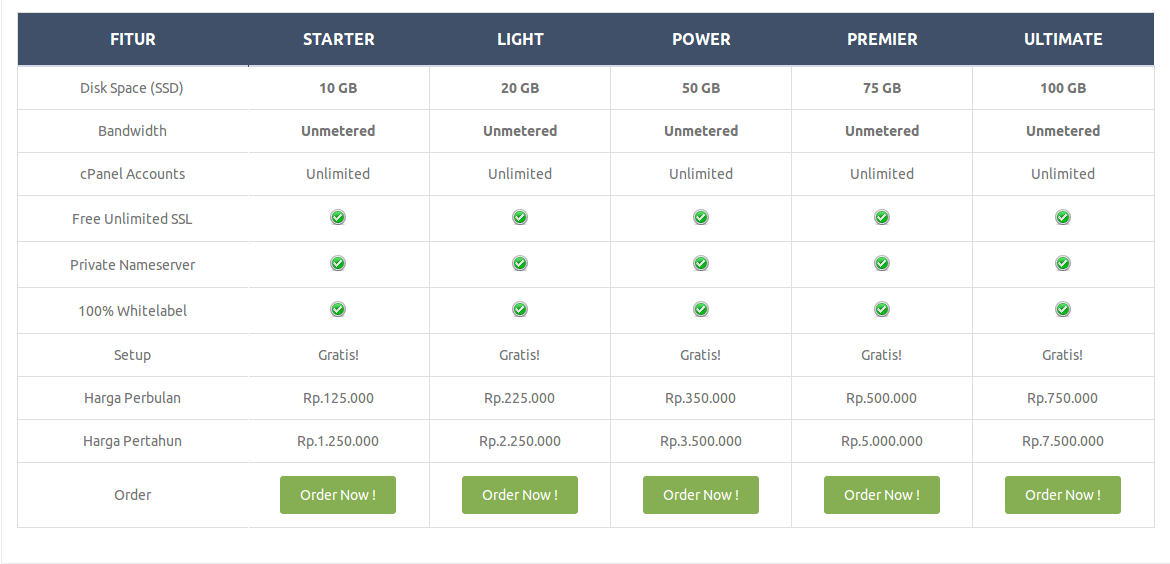 FITUR STARTER LIGHT POWER PREMIER ULTIMATE
Disk Space (SSD) 10 GB 20 GB 50 GB 75 GB 100 GB
Bandwidth Unmetered Unmetered Unmetered Unmetered Unmetered
cPanel Accounts Unlimited Unlimited Unlimited Unlimited Unlimited
Free Unlimited SSL
Private Nameserver
100% Whitelabel
Setup Gratis! Gratis! Gratis! Gratis! Gratis!
Harga Perbulan Rp.125.000 Rp.225.000 Rp.350.000 Rp.500.000 Rp.750.000
Harga Pertahun Rp.1.250.000 Rp.2.250.000 Rp.3.500.000 Rp.5.000.000 Rp.7.500.000
Order Order Now ! Order Now ! Order Now ! Order Now ! Order Now !